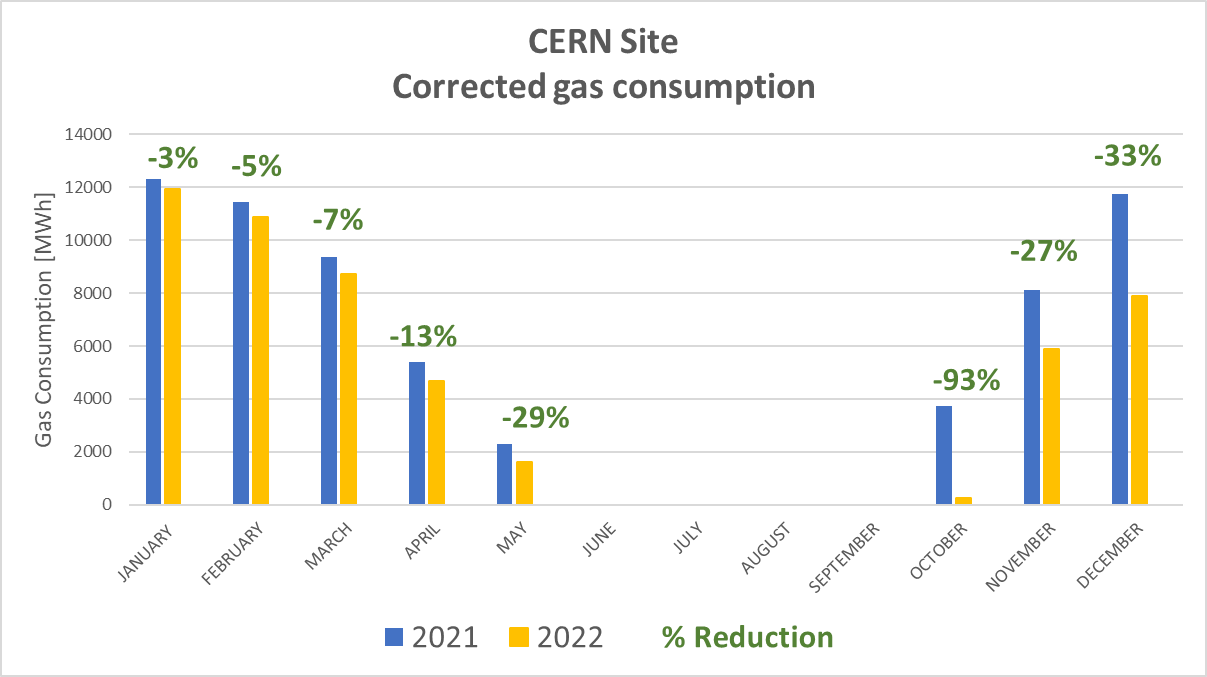 CERN Site
Corrected gas consumption
Gas Consumption [MWh]
14000
12000
10000
8000
6000
4000
2000
0
-3%
-5%
-7%
-13%
-29%
-93%
-27%
-33%
JANUARY
FEBRUARY
MARCH
APRIL
MAY
JUNE
JULY
AUGUST
SEPTEMBER
OCTOBER
NOVEMBER
DECEMBER
2021 2022 % Reduction